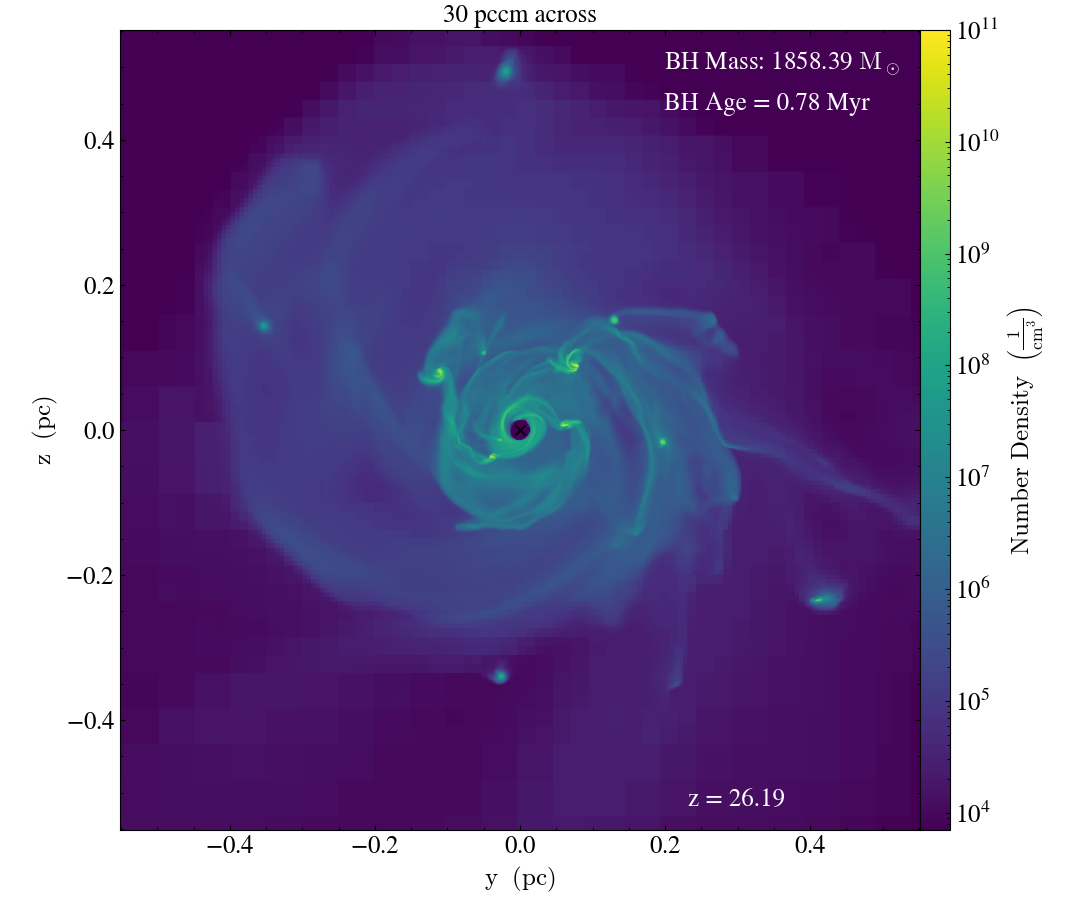 30 pccm across
BH Mass: 1858.39 M⊙
BH Age = 0.78 Myr
z = 26.19
10¹¹
10¹⁰
10⁹
10⁸
10⁷
10⁶
10⁵
10⁴
Number Density (1/cm³)
0.4
0.2
0.0
−0.2
−0.4
z (pc)
−0.4
−0.2
0.0
0.2
0.4
y (pc)